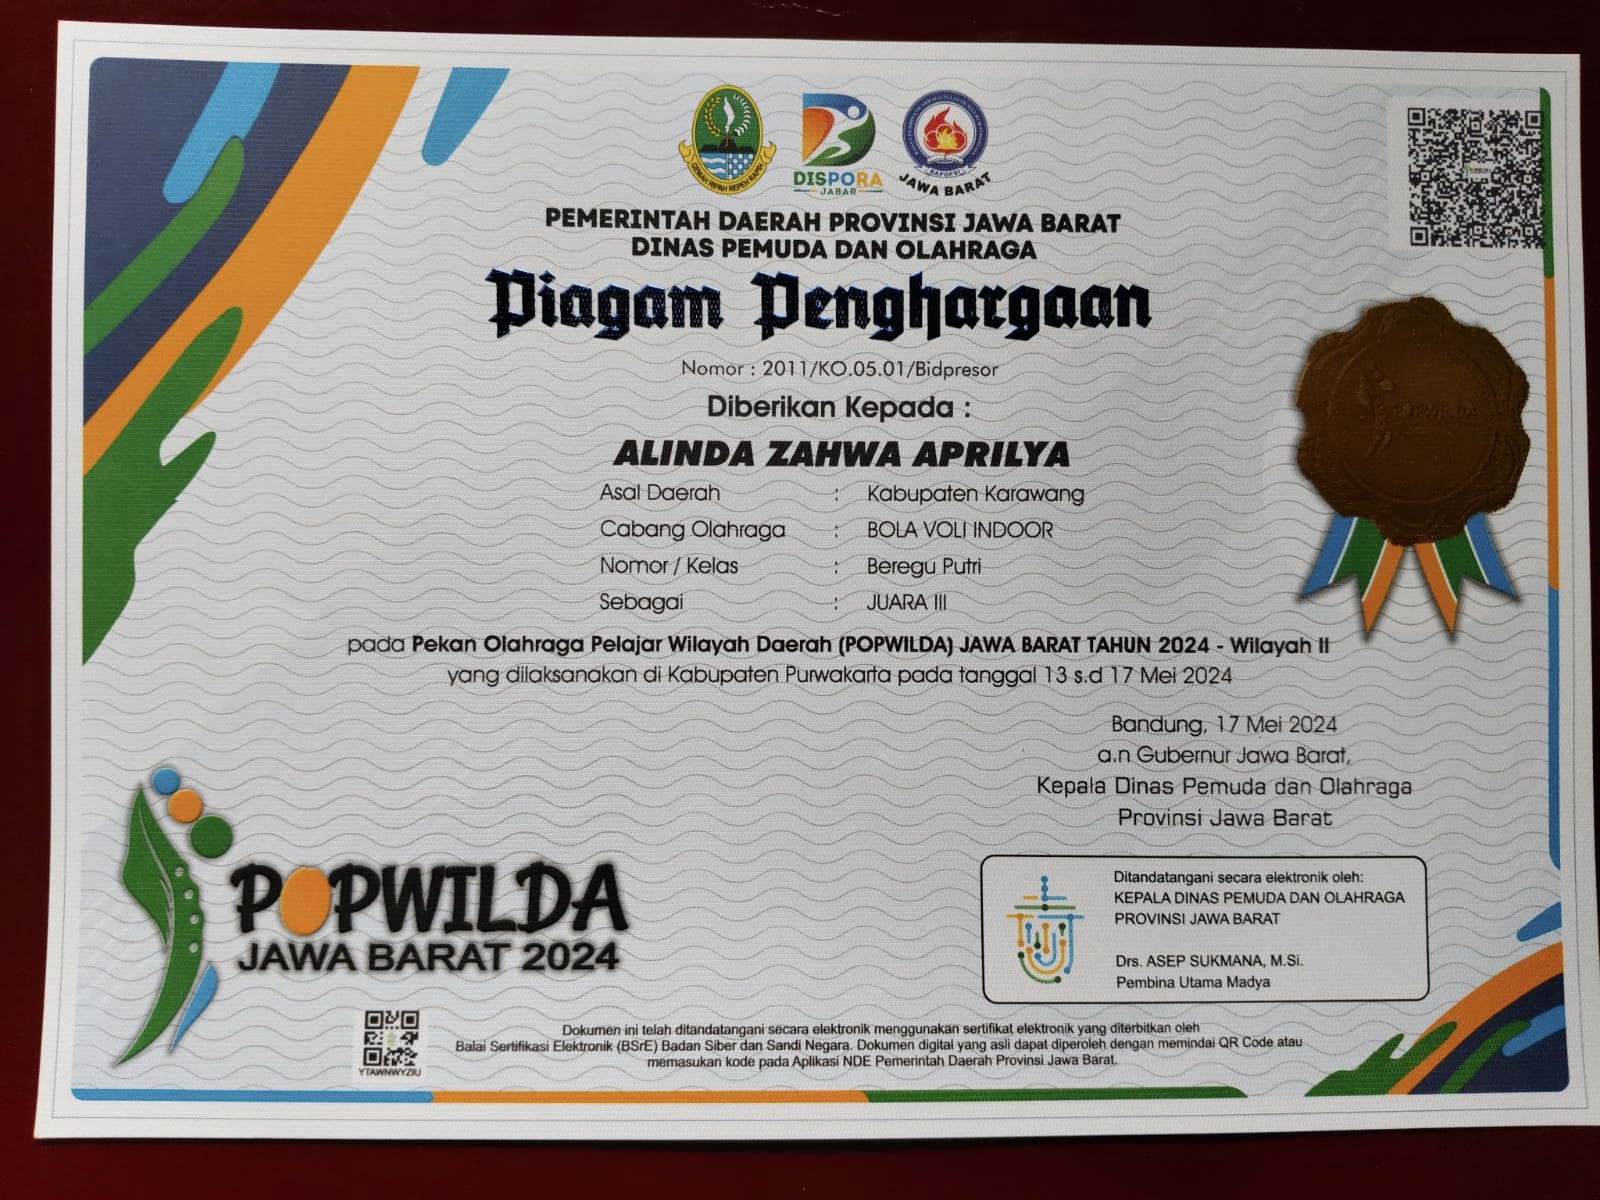 GEMAH RIPAH REPEH RAPIH
DISPORA
JABAR
BAPOPSI
JAWA BARAT
PEMERINTAH DAERAH PROVINSI JAWA BARAT
DINAS PEMUDA DAN OLAHRAGA
Piagam Penghargaan
Nomor : 2011/KO.05.01/Bidpresor
Diberikan Kepada :
ALINDA ZAHWA APRILYA
Asal Daerah : Kabupaten Karawang
Cabang Olahraga : BOLA VOLI INDOOR
Nomor / Kelas : Beregu Putri
Sebagai : JUARA III
pada Pekan Olahraga Pelajar Wilayah Daerah (POPWILDA) JAWA BARAT TAHUN 2024 - Wilayah II
yang dilaksanakan di Kabupaten Purwakarta pada tanggal 13 s.d 17 Mei 2024
POPWILDA
Bandung, 17 Mei 2024
a.n Gubernur Jawa Barat,
Kepala Dinas Pemuda dan Olahraga
Provinsi Jawa Barat
POPWILDA
JAWA BARAT 2024
Ditandatangani secara elektronik oleh:
KEPALA DINAS PEMUDA DAN OLAHRAGA
PROVINSI JAWA BARAT
Drs. ASEP SUKMANA, M.Si.
Pembina Utama Madya
YTAWNWYZIU
Dokumen ini telah ditandatangani secara elektronik menggunakan sertifikat elektronik yang diterbitkan oleh
Balai Sertifikasi Elektronik (BSrE) Badan Siber dan Sandi Negara. Dokumen digital yang asli dapat diperoleh dengan memindai QR Code atau
memasukan kode pada Aplikasi NDE Pemerintah Daerah Provinsi Jawa Barat.